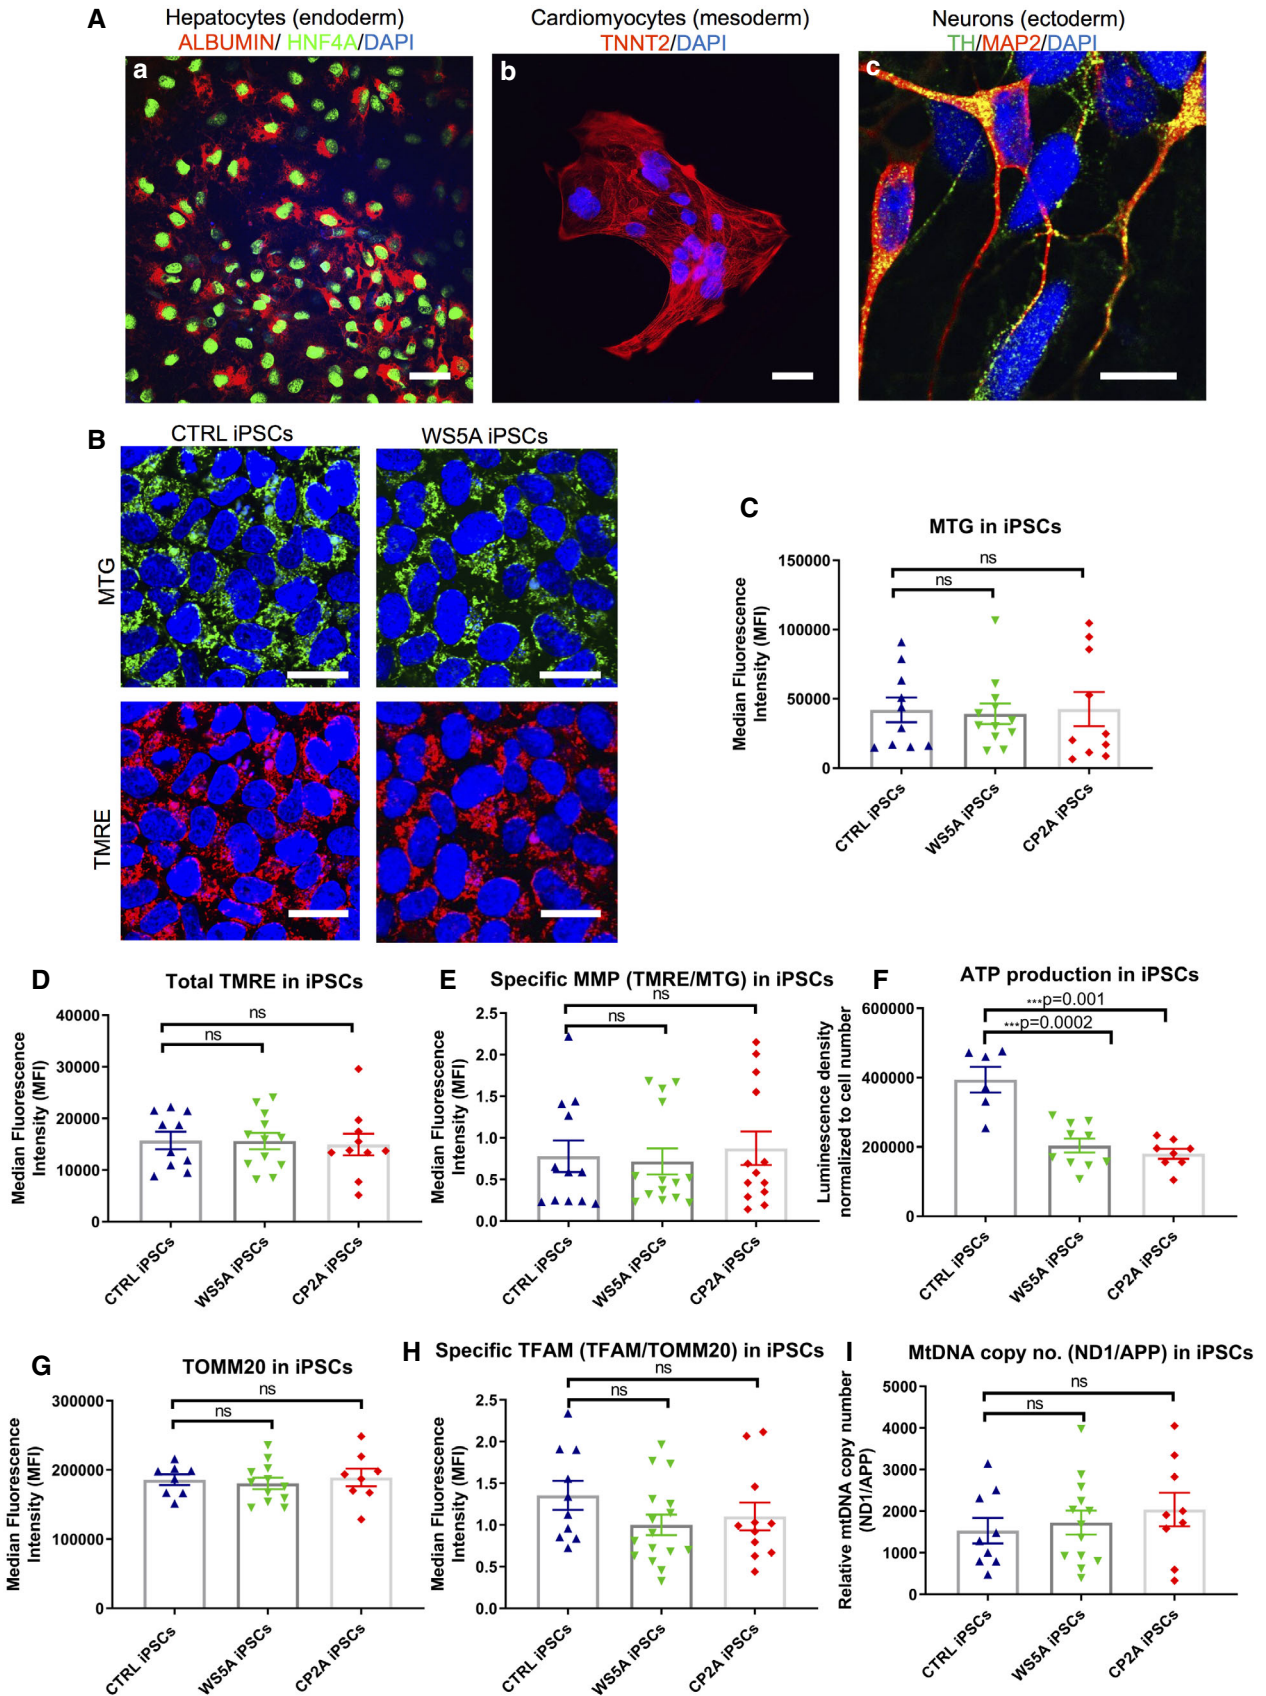 A
Hepatocytes (endoderm)
ALBUMIN/ HNF4A/DAPI
a
Cardiomyocytes (mesoderm)
TNNT2/DAPI
b
Neurons (ectoderm)
TH/MAP2/DAPI
c
B
CTRL iPSCs
WS5A iPSCs
MTG
TMRE
C
MTG in iPSCs
Median Fluorescence
Intensity (MFI)
150000
100000
50000
0
ns
ns
CTRL iPSCs
WS5A iPSCs
CP2A iPSCs
D
Total TMRE in iPSCs
Median Fluorescence
Intensity (MFI)
40000
30000
20000
10000
0
ns
ns
CTRL iPSCs
WS5A iPSCs
CP2A iPSCs
E
Specific MMP (TMRE/MTG) in iPSCs
Median Fluorescence
Intensity (MFI)
2.5
2.0
1.5
1.0
0.5
0.0
ns
ns
CTRL iPSCs
WS5A iPSCs
CP2A iPSCs
F
ATP production in iPSCs
Luminescence density
normalized to cell number
600000
400000
200000
0
***p=0.001
***p=0.0002
CTRL iPSCs
WS5A iPSCs
CP2A iPSCs
G
TOMM20 in iPSCs
Median Fluorescence
Intensity (MFI)
300000
200000
100000
0
ns
ns
CTRL iPSCs
WS5A iPSCs
CP2A iPSCs
H
Specific TFAM (TFAM/TOMM20) in iPSCs
Median Fluorescence
Intensity (MFI)
2.5
2.0
1.5
1.0
0.5
0.0
ns
ns
CTRL iPSCs
WS5A iPSCs
CP2A iPSCs
I
MtDNA copy no. (ND1/APP) in iPSCs
Relative mtDNA copy number
(ND1/APP)
5000
4000
3000
2000
1000
0
ns
ns
CTRL iPSCs
WS5A iPSCs
CP2A iPSCs